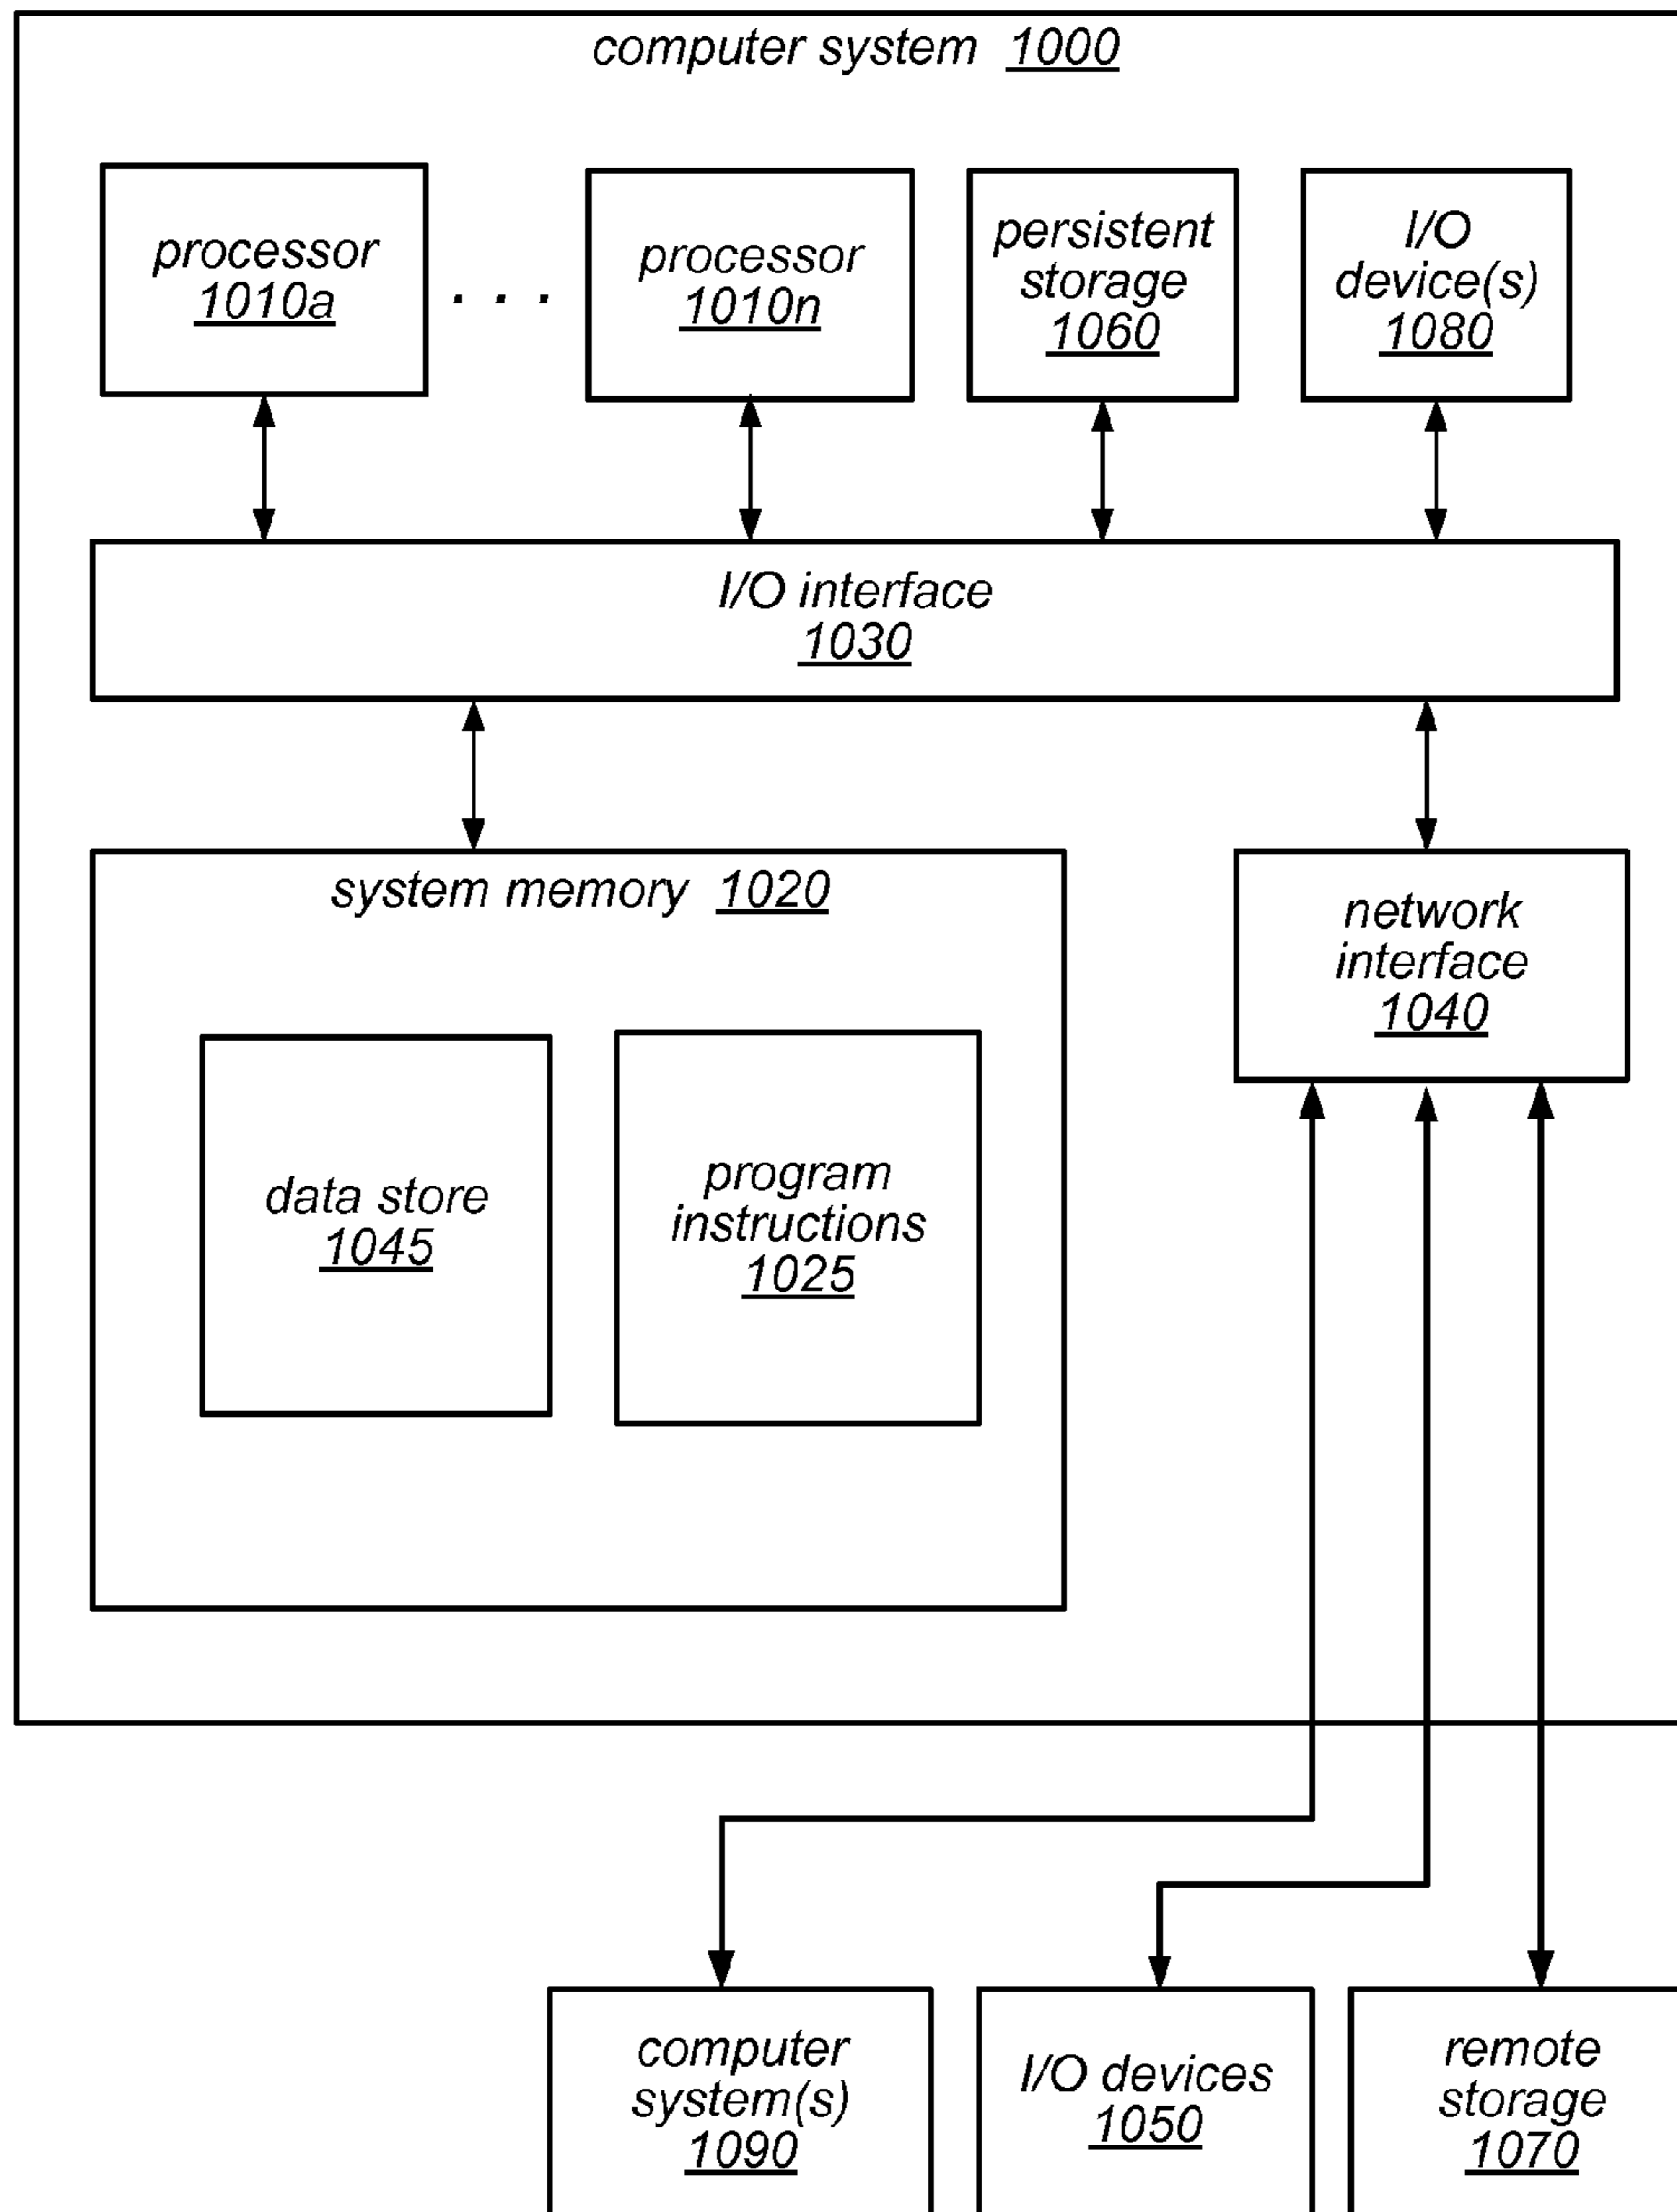 computer system 1000
processor
1010a
. . .
processor
1010n
persistent
storage
1060
I/O
device(s)
1080
I/O interface
1030
system memory 1020
network
interface
1040
data store
1045
program
instructions
1025
computer
system(s)
1090
I/O devices
1050
remote
storage
1070